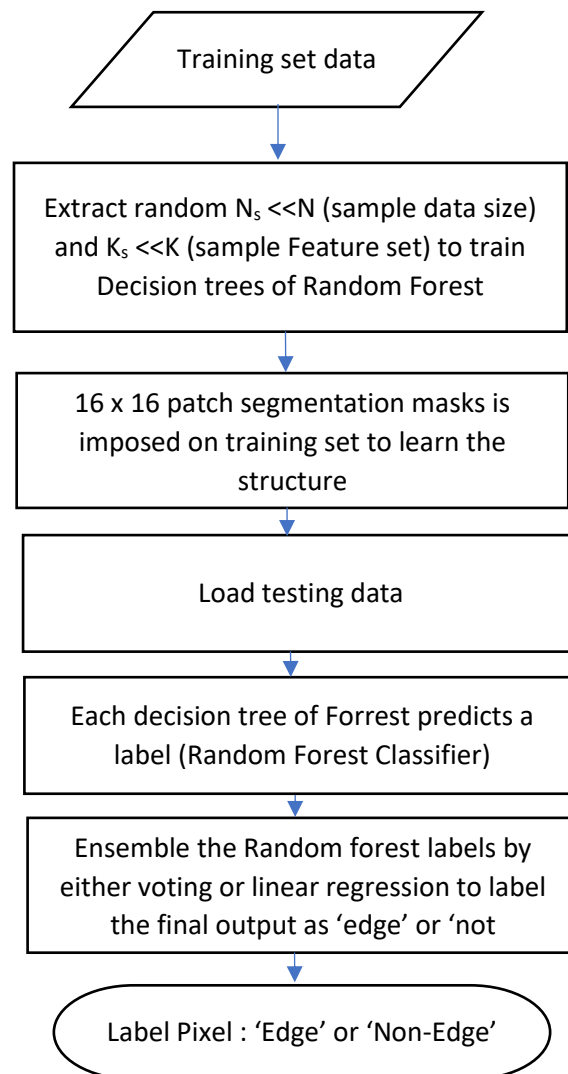 Training set data
Extract random Nₛ <<N (sample data size)
and Kₛ <<K (sample Feature set) to train
Decision trees of Random Forest
16 x 16 patch segmentation masks is
imposed on training set to learn the
structure
Load testing data
Each decision tree of Forrest predicts a
label (Random Forest Classifier)
Ensemble the Random forest labels by
either voting or linear regression to label
the final output as ‘edge’ or ‘not
Label Pixel : ‘Edge’ or ‘Non-Edge’